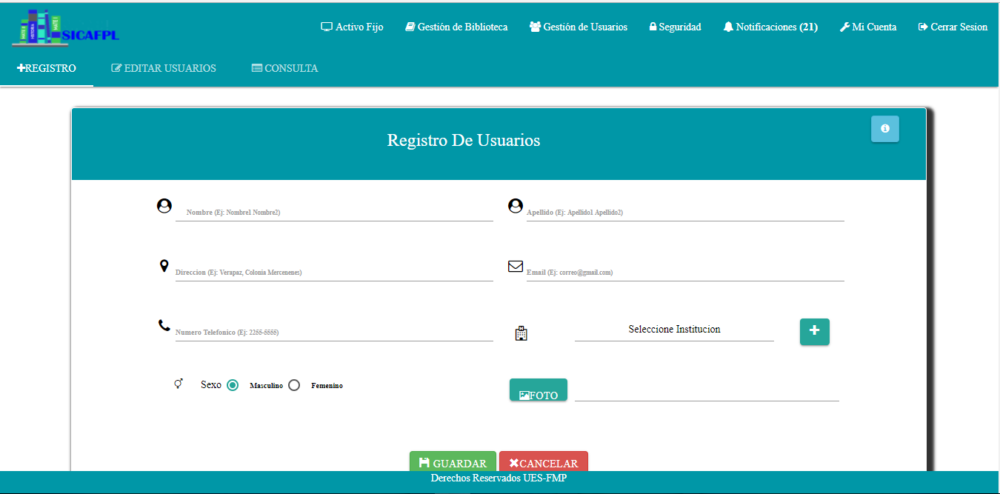 SICAFPL
Activo Fijo Gestión de Biblioteca Gestión de Usuarios Seguridad Notificaciones (21) Mi Cuenta Cerrar Sesion
REGISTRO EDITAR USUARIOS CONSULTA
Registro De Usuarios
Nombre (Ej: Nombre1 Nombre2) Apellido (Ej: Apellido1 Apellido2)
Direccion (Ej: Verapaz, Colonia Mercenenes) Email (Ej: correo@gmail.com)
Numero Telefonico (Ej: 2255-5555) Seleccione Institucion
Sexo Masculino Femenino FOTO
GUARDAR CANCELAR
Derechos Reservados UES-FMP